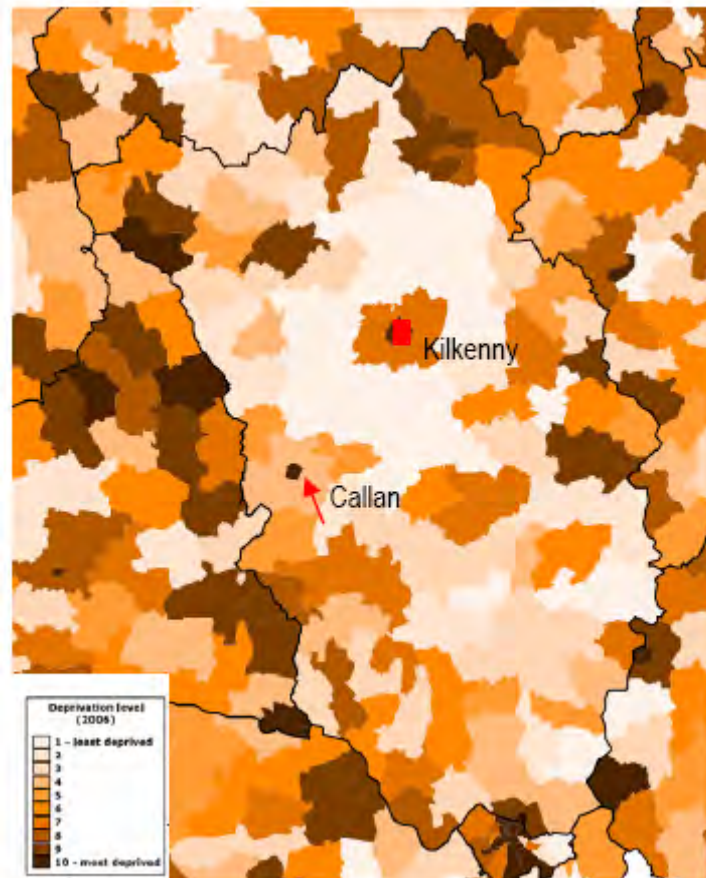 Kilkenny
Callan
Deprivation level
(2006)
1 - least deprived
2
3
4
5
6
7
8
9
10 - most deprived